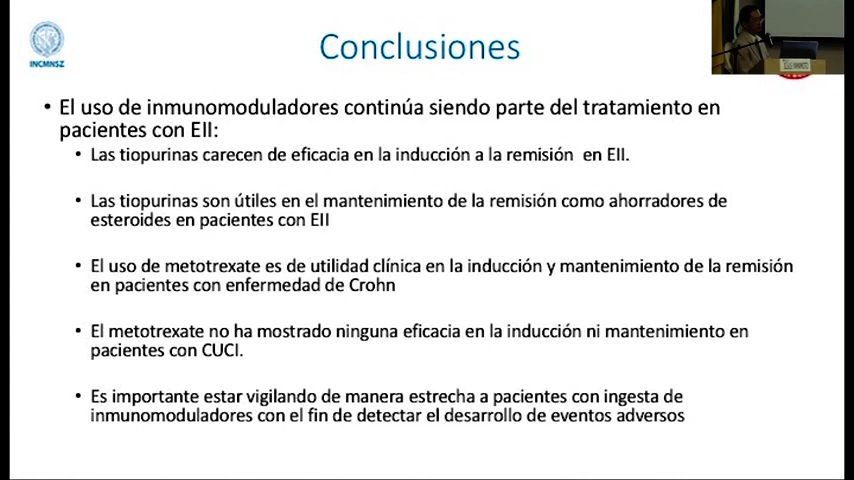 INCMNSZ
Conclusiones
• El uso de inmunomoduladores continúa siendo parte del tratamiento en
pacientes con EII:
• Las tiopurinas carecen de eficacia en la inducción a la remisión en EII.
• Las tiopurinas son útiles en el mantenimiento de la remisión como ahorradores de
esteroides en pacientes con EII
• El uso de metotrexate es de utilidad clínica en la inducción y mantenimiento de la remisión
en pacientes con enfermedad de Crohn
• El metotrexate no ha mostrado ninguna eficacia en la inducción ni mantenimiento en
pacientes con CUCI.
• Es importante estar vigilando de manera estrecha a pacientes con ingesta de
inmunomoduladores con el fin de detectar el desarrollo de eventos adversos